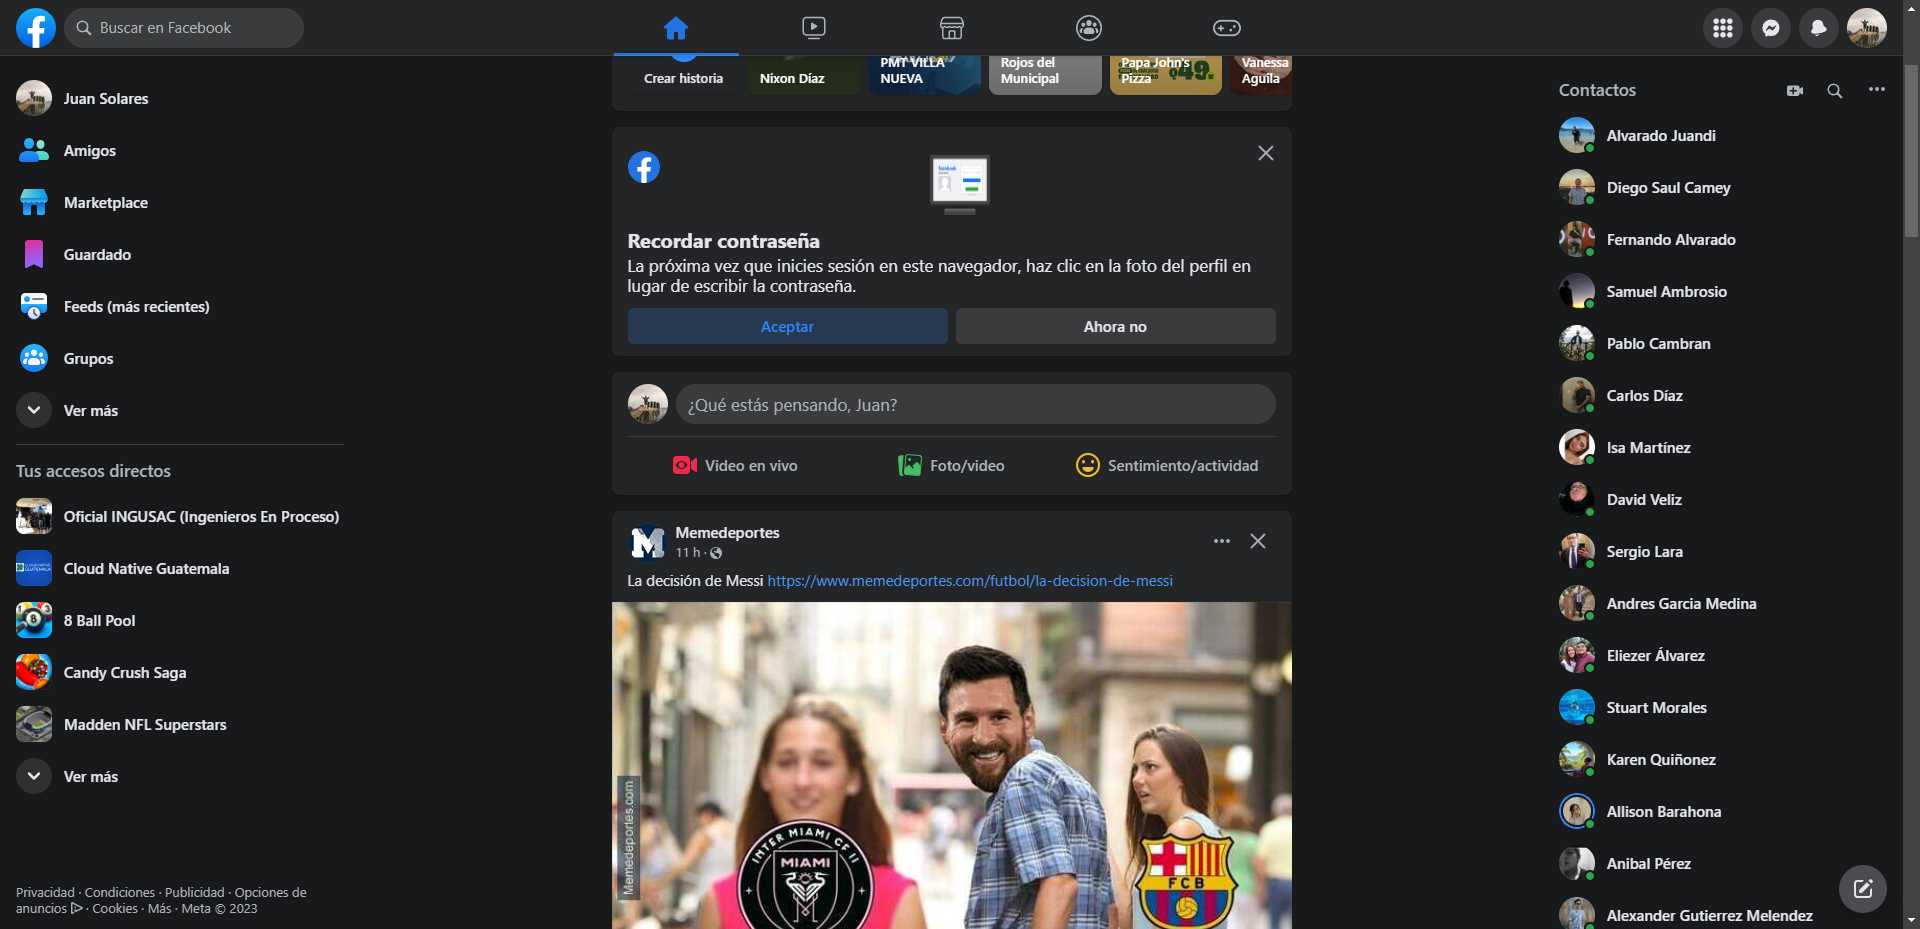 Buscar en Facebook
Juan Solares
Amigos
Marketplace
Guardado
Feeds (más recientes)
Grupos
Ver más
Tus accesos directos
Oficial INGUSAC (Ingenieros En Proceso)
Cloud Native Guatemala
8 Ball Pool
Candy Crush Saga
Madden NFL Superstars
Ver más
Privacidad · Condiciones · Publicidad · Opciones de
anuncios · Cookies · Más · Meta © 2023
Crear historia
Nixon Díaz
PMT VILLA
NUEVA
Rojos del
Municipal
Papa John's
Pizza
Q49.
Vanessa
Aguila
Recordar contraseña
La próxima vez que inicies sesión en este navegador, haz clic en la foto del perfil en
lugar de escribir la contraseña.
Aceptar
Ahora no
¿Qué estás pensando, Juan?
Video en vivo
Foto/video
Sentimiento/actividad
M
Memedeportes
11 h ·
La decisión de Messi https://www.memedeportes.com/futbol/la-decision-de-messi
Memedeportes.com
INTER MIAMI CF II
MIAMI
FCB
Contactos
Alvarado Juandi
Diego Saul Camey
Fernando Alvarado
Samuel Ambrosio
Pablo Cambran
Carlos Díaz
Isa Martínez
David Veliz
Sergio Lara
Andres Garcia Medina
Eliezer Álvarez
Stuart Morales
Karen Quiñonez
Allison Barahona
Anibal Pérez
Alexander Gutierrez Melendez